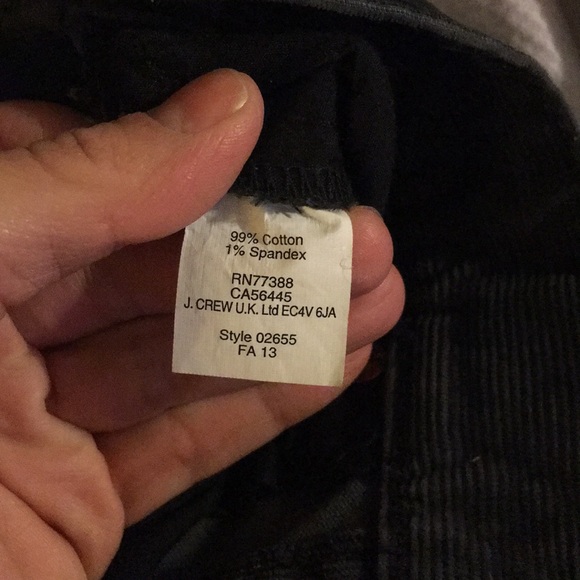 99% Cotton
1% Spandex
RN77388
CA56445
J. CREW U.K. Ltd EC4V 6JA
Style 02655
FA 13